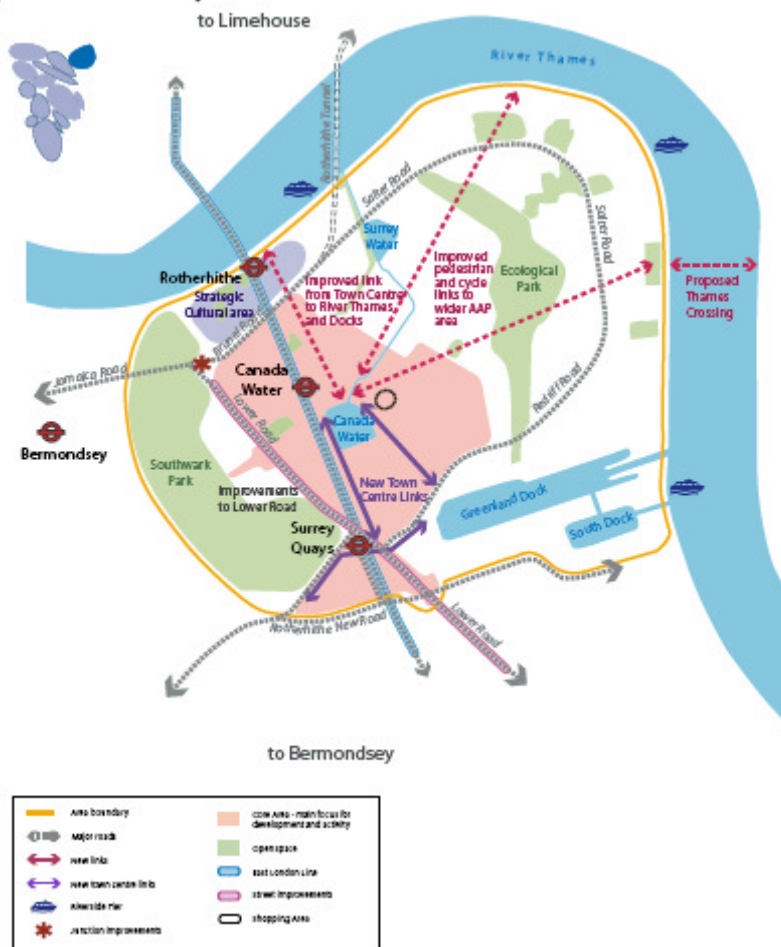 to Limehouse
River Thames
Rotherhithe Tunnel
Salter Road
Surrey
Water
Salter Road
Rotherhithe
Strategic
Cultural area
Improved link
from Town Centre
to River Thames
and Docks
Improved
pedestrian
and cycle
links to
wider AAP
area
Ecological
Park
Proposed
Thames
Crossing
Brunel Road
Jamaica Road
Canada
Water
Lower Road
Redriff Road
Bermondsey
Canada
Water
Southwark
Park
Improvements
to Lower Road
New Town
Centre Links
Greenland Dock
South Dock
Surrey
Quays
Lower Road
Rotherhithe New Road
to Bermondsey
Area boundary
Major roads
New links
New town centre links
Riverside Pier
Junction improvements
Core Area - main focus for
development and activity
Open space
East London Line
Street improvements
Shopping Area